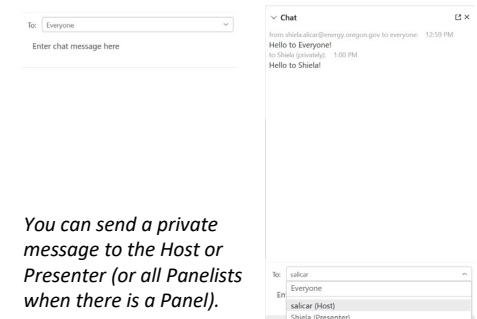 To: Everyone
Enter chat message here
You can send a private
message to the Host or
Presenter (or all Panelists
when there is a Panel).
Chat
from shiela.alicar@energy.oregon.gov to everyone: 12:59 PM
Hello to Everyone!
to Shiela (privately): 1:00 PM
Hello to Shiela!
To: salicar
Everyone
En
salicar (Host)
Shiela (Presenter)